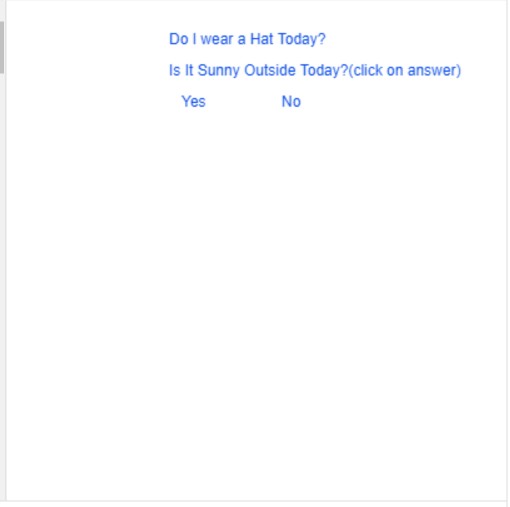 Do I wear a Hat Today?
Is It Sunny Outside Today?(click on answer)
Yes No